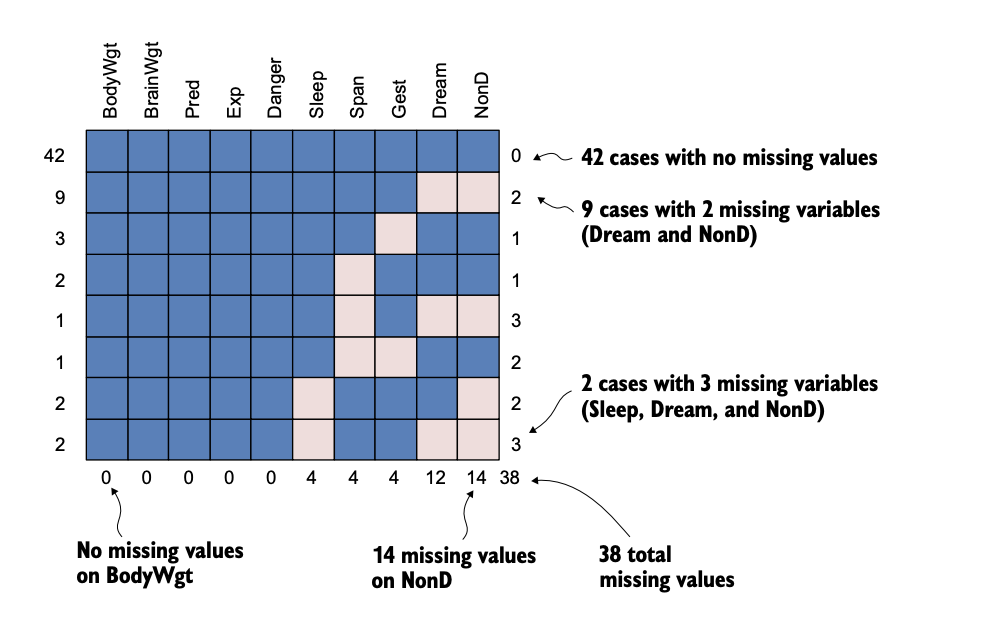 BodyWgt
BrainWgt
Pred
Exp
Danger
Sleep
Span
Gest
Dream
NonD
42
0
42 cases with no missing values
9
2
9 cases with 2 missing variables
(Dream and NonD)
3
1
2
1
1
3
1
2
2
2
2 cases with 3 missing variables
(Sleep, Dream, and NonD)
2
3
0 0 0 0 0 4 4 4 12 14 38
No missing values
on BodyWgt
14 missing values
on NonD
38 total
missing values